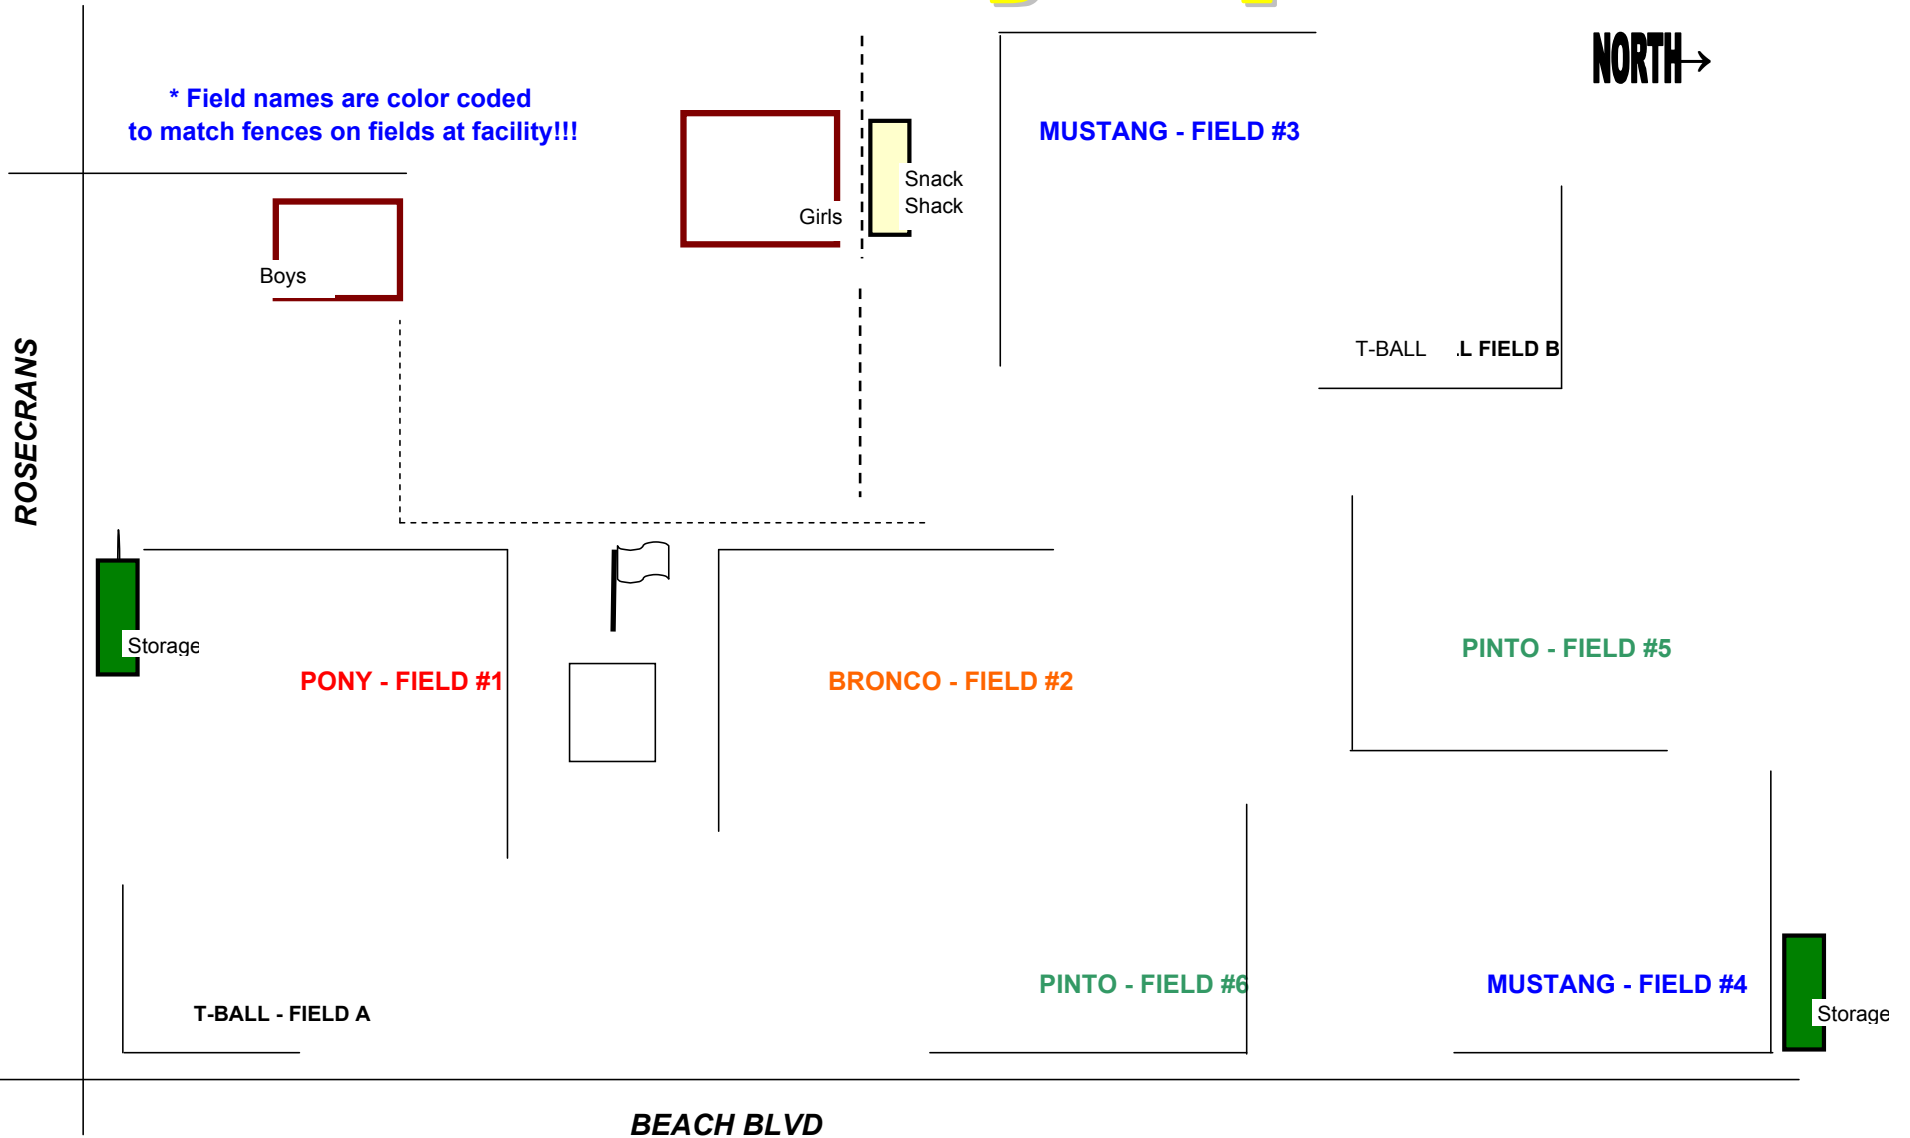 NORTH
* Field names are color coded
to match fences on fields at facility!!!
MUSTANG - FIELD #3
Snack
Shack
Girls
Boys
T-BALL .L FIELD B
ROSECRANS
Storage
PONY - FIELD #1
BRONCO - FIELD #2
PINTO - FIELD #5
PINTO - FIELD #6
MUSTANG - FIELD #4
T-BALL - FIELD A
Storage
BEACH BLVD